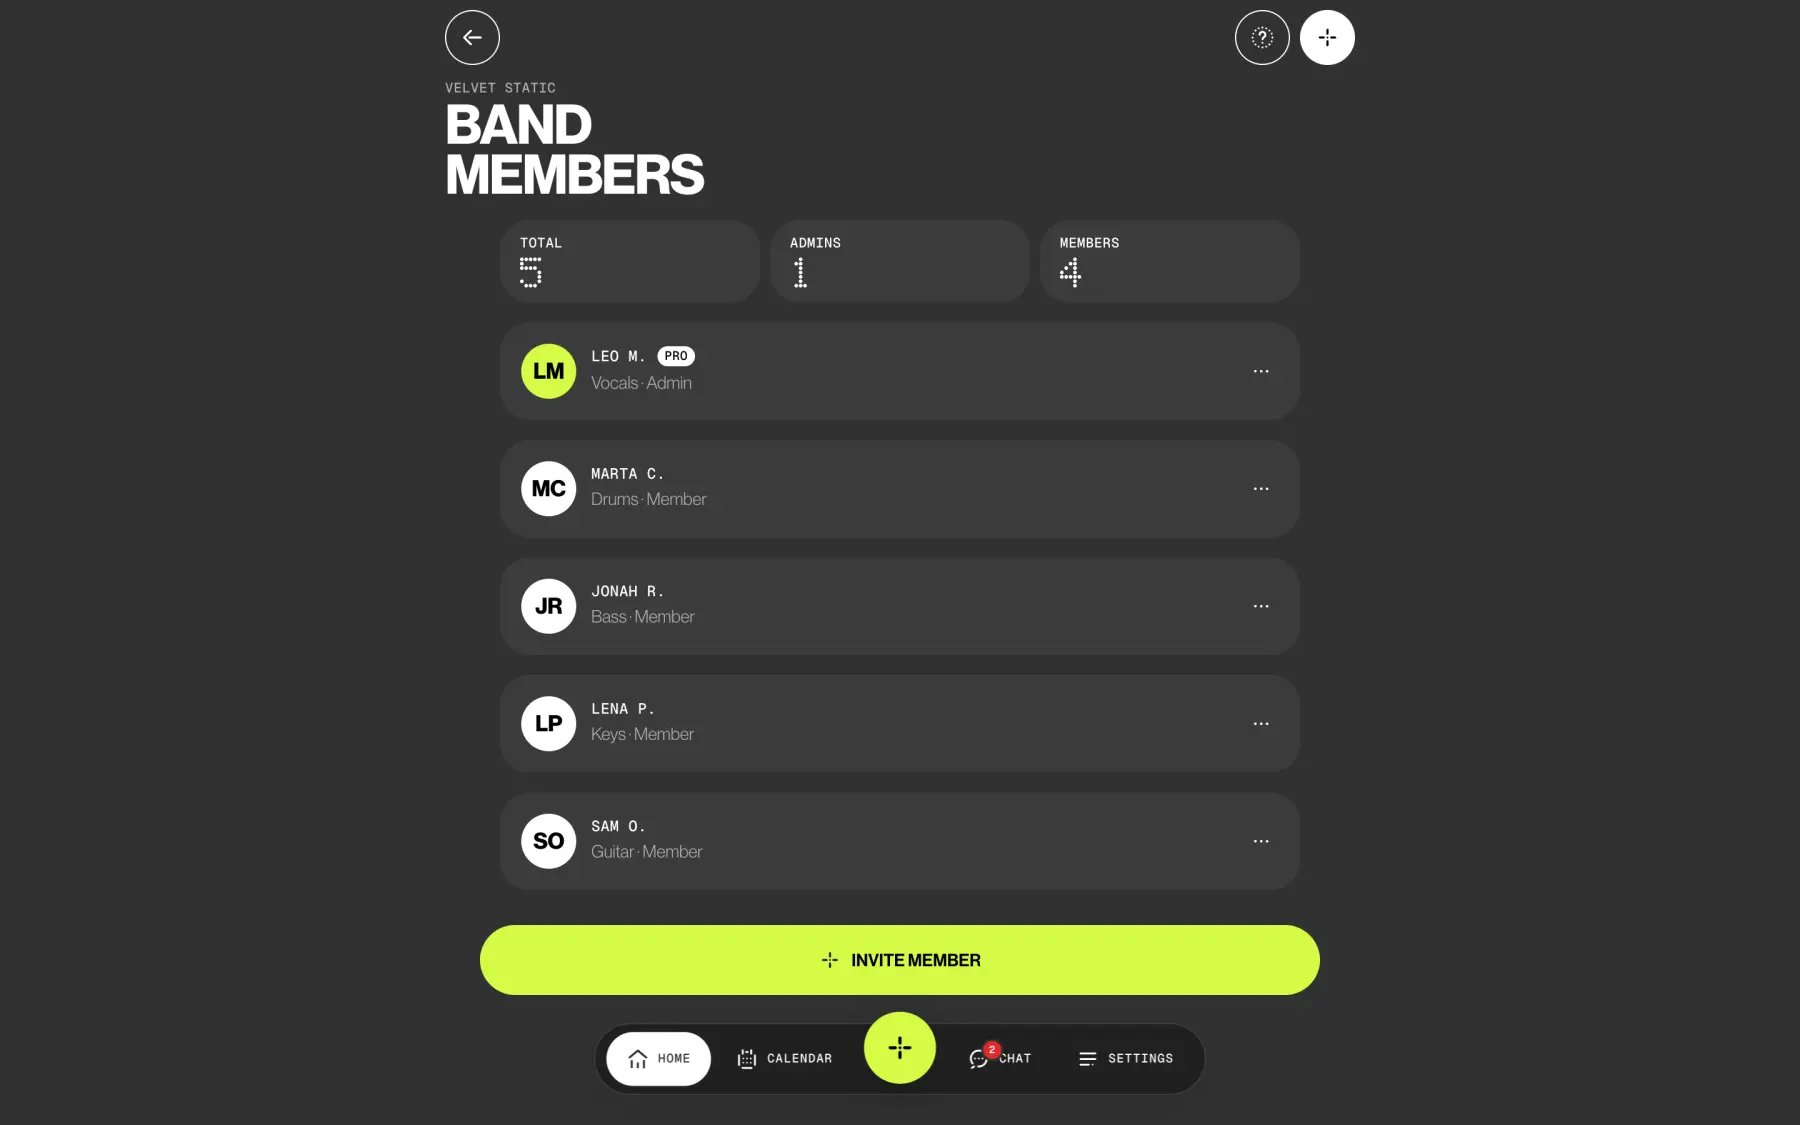 VELVET STATIC
BAND
MEMBERS
TOTAL
5
ADMINS
1
MEMBERS
4
LM
LEO M. PRO
Vocals · Admin
MC
MARTA C.
Drums · Member
JR
JONAH R.
Bass · Member
LP
LENA P.
Keys · Member
SO
SAM O.
Guitar · Member
INVITE MEMBER
HOME
CALENDAR
2
CHAT
SETTINGS